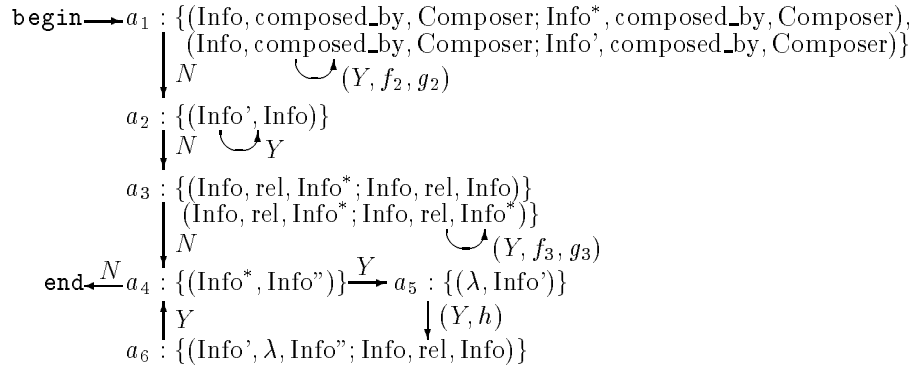 begin a₁ : {(Info, composed_by, Composer; Info*, composed_by, Composer),
(Info, composed_by, Composer; Info', composed_by, Composer)}
N (Y, f₂, g₂)
a₂ : {(Info', Info)}
N Y
a₃ : {(Info, rel, Info*; Info, rel, Info)}
(Info, rel, Info*; Info, rel, Info*)}
N (Y, f₃, g₃)
end N a₄ : {(Info*, Info")} Y a₅ : {(λ, Info')}
Y (Y, h)
a₆ : {(Info', λ, Info"; Info, rel, Info)}